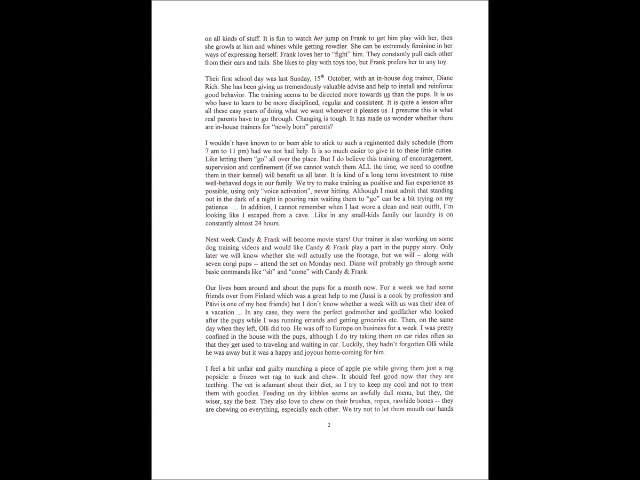 on all kinds of stuff. It is fun to watch her jump on Frank to get him play with her, then
she growls at him and whines while getting rowdier. She can be extremely feminine in her
ways of expressing herself. Frank loves her to "fight" him. They constantly pull each other
from their ears and tails. She likes to play with toys too, but Frank prefers her to any toy.
Their first school day was last Sunday, 15th October, with an in-house dog trainer, Diane
Rich. She has been giving us tremendously valuable advise and help to install and reinforce
good behavior. The training seems to be directed more towards us than the pups. It is us
who have to learn to be more disciplined, regular and consistent. It is quite a lesson after
all these easy years of doing what we want whenever it pleases us. I presume this is what
real parents have to go through. Changing is tough. It has made us wonder whether there
are in-house trainers for "newly born" parents?
I wouldn't have known to or been able to stick to such a regimented daily schedule (from
7 am to 11 pm) had we not had help. It is so much easier to give in to these little cuties.
Like letting them "go" all over the place. But I do believe this training of encouragement,
supervision and confinement (if we cannot watch them ALL the time, we need to confine
them in their kennel) will benefit us all later. It is kind of a long term investment to raise
well-behaved dogs in our family. We try to make training as positive and fun experience as
possible, using only "voice activation", never hitting. Although I must admit that standing
out in the dark of a night in pouring rain waiting them to "go" can be a bit trying on my
patience .... In addition, I cannot remember when I last wore a clean and neat outfit, I'm
looking like I escaped from a cave. .Like in any small-kids family our laundry is on
constantly almost 24 hours.
Next week Candy & Frank will become movie stars! Our trainer is also working on some
dog training videos and would like Candy & Frank play a part in the puppy story. Only
later we will know whether she will actually use the footage, but we will -- along with
seven corgi pups -- attend the set on Monday next. Diane will probably go through some
basic commands like "sit" and "come" with Candy & Frank.
Our lives been around and about the pups for a month now. For a week we had some
friends over from Finland which was a great help to me (Jussi is a cook by profession and
Päivi is one of my best friends) but I don't know whether a week with us was their idea of
a vacation ... In any case, they were the perfect godmother and godfather who looked
after the pups while I was running errands and getting groceries etc. Then, on the same
day when they left, Olli did too. He was off to Europe on business for a week. I was pretty
confined in the house with the pups, although I do try taking them on car rides often so
that they get used to traveling and waiting in car. Luckily, they hadn't forgotten Olli while
he was away but it was a happy and joyous home-coming for him.
I feel a bit unfair and guilty munching a piece of apple pie while giving them just a rag
popsicle: a frozen wet rag to suck and chew. It should feel good now that they are
teething. The vet is adamant about their diet, so I try to keep my cool and not to treat
them with goodies. Feeding on dry kibbles seems an awfully dull menu, but they, the
wiser, say the best. They also love to chew on their brushes, ropes, rawhide bones -- they
are chewing on everything, especially each other. We try not to let them mouth our hands
2